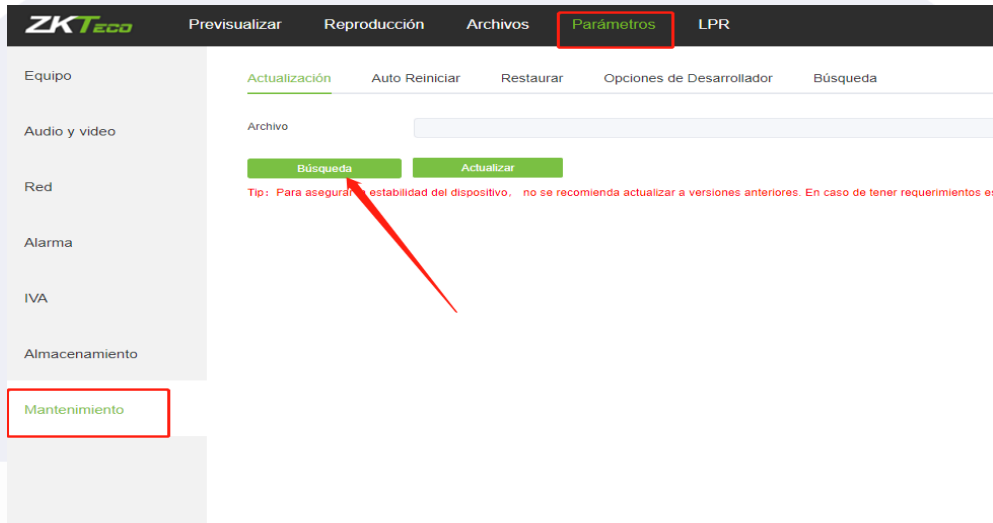 ZKTECO Previsualizar Reproducción Archivos Parámetros LPR
Equipo
Actualización Auto Reiniciar Restaurar Opciones de Desarrollador Búsqueda
Audio y video
Archivo
Búsqueda Actualizar
Red
Tip: Para asegurar estabilidad del dispositivo, no se recomienda actualizar a versiones anteriores. En caso de tener requerimientos
Alarma
IVA
Almacenamiento
Mantenimiento